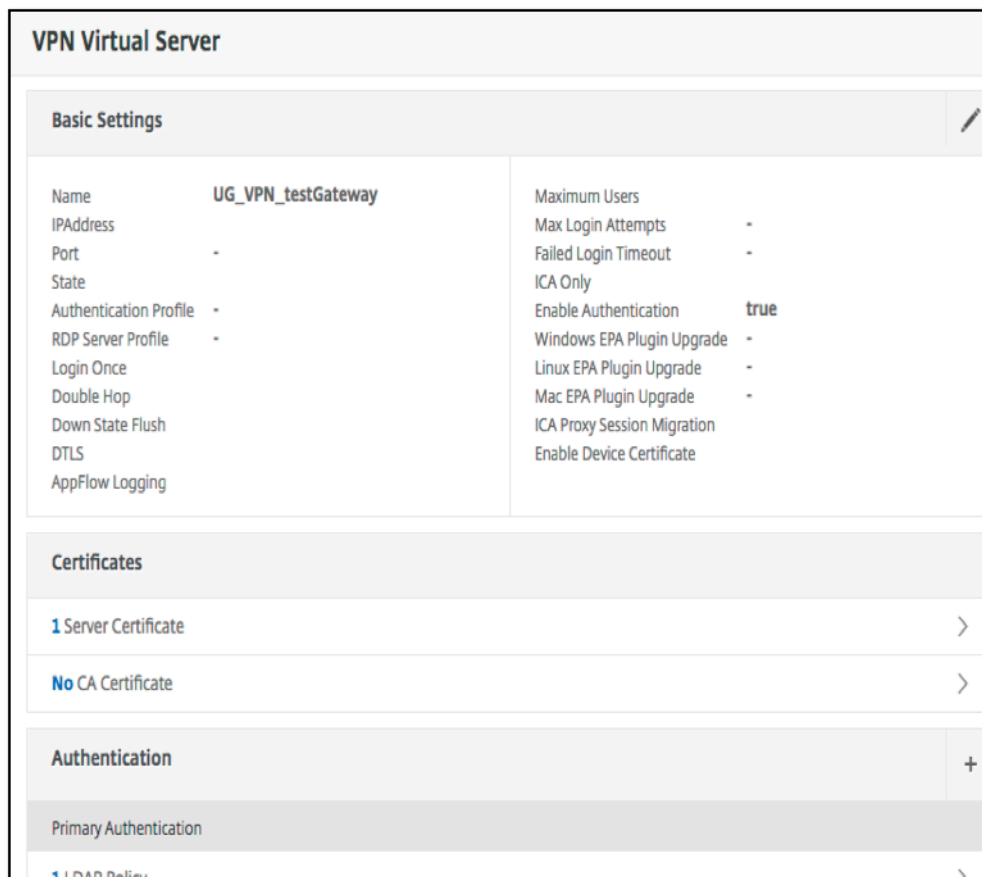 VPN Virtual Server
Basic Settings
Name UG_VPN_testGateway
IPAddress
Port -
State
Authentication Profile -
RDP Server Profile -
Login Once
Double Hop
Down State Flush
DTLS
AppFlow Logging
Maximum Users
Max Login Attempts -
Failed Login Timeout -
ICA Only
Enable Authentication true
Windows EPA Plugin Upgrade -
Linux EPA Plugin Upgrade -
Mac EPA Plugin Upgrade -
ICA Proxy Session Migration
Enable Device Certificate
Certificates
1 Server Certificate
No CA Certificate
Authentication
+
Primary Authentication
1 LDAP Policy